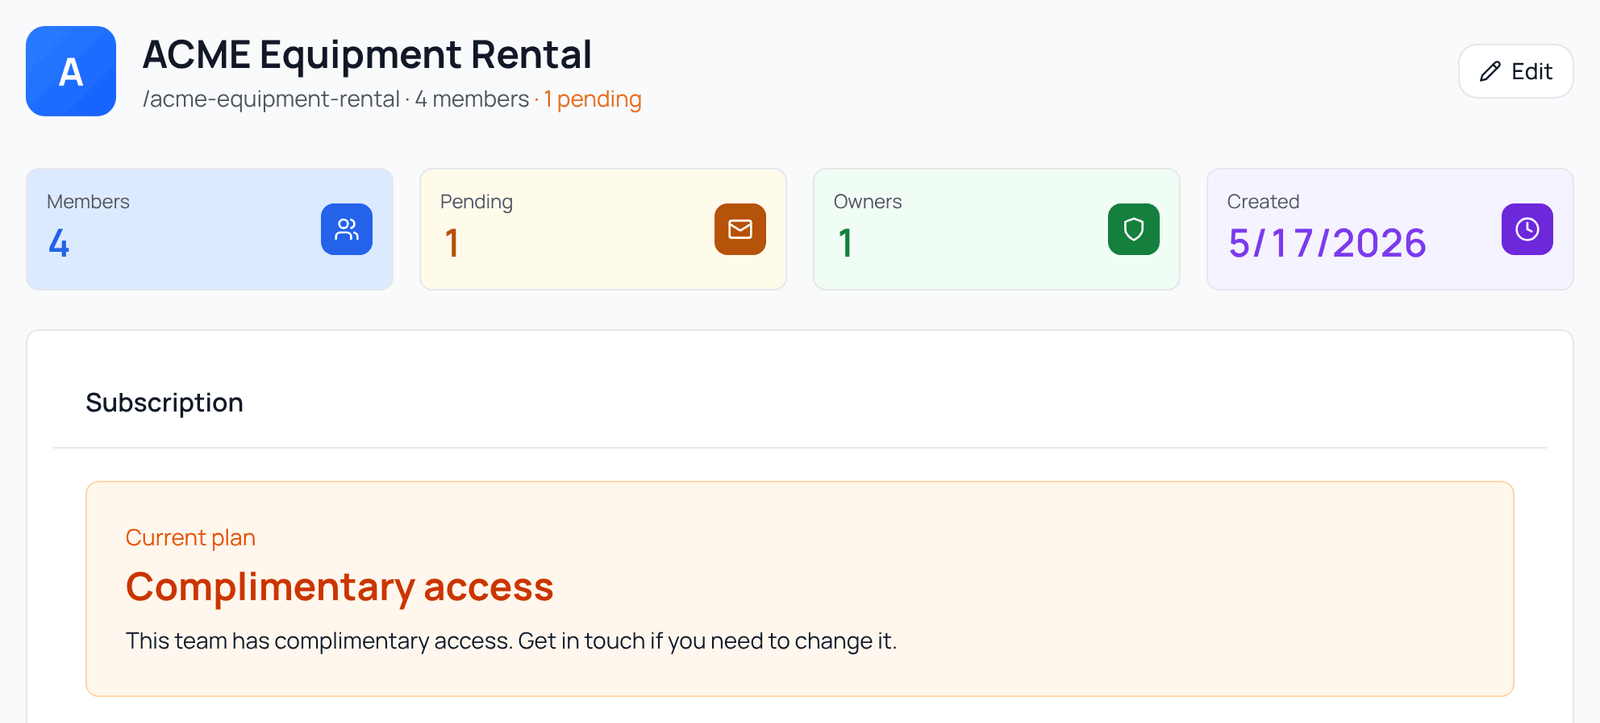 A
ACME Equipment Rental
/acme-equipment-rental · 4 members · 1 pending
Edit
Members
4
Pending
1
Owners
1
Created
5/17/2026
Subscription
Current plan
Complimentary access
This team has complimentary access. Get in touch if you need to change it.